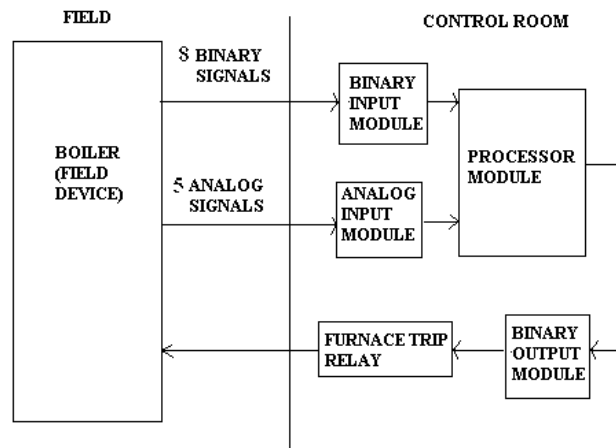 FIELD
CONTROL ROOM
8 BINARY
SIGNALS
BINARY
INPUT
MODULE
BOILER
(FIELD
DEVICE)
PROCESSOR
MODULE
5 ANALOG
SIGNALS
ANALOG
INPUT
MODULE
FURNACE TRIP
RELAY
BINARY
OUTPUT
MODULE